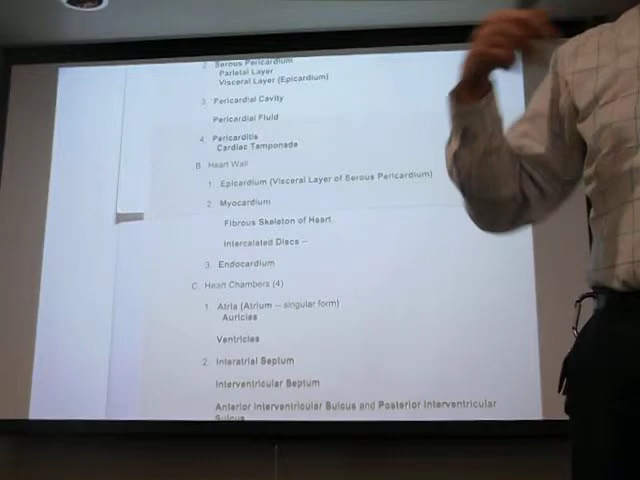 2. Serous Pericardium
Parietal Layer
Visceral Layer (Epicardium)
3. Pericardial Cavity
Pericardial Fluid
4. Pericarditis
Cardiac Tamponade
B. Heart Wall
1. Epicardium (Visceral Layer of Serous Pericardium)
2. Myocardium
Fibrous Skeleton of Heart
Intercalated Discs –
3. Endocardium
C. Heart Chambers (4)
1. Atria (Atrium – singular form)
Auricles
Ventricles
2. Interatrial Septum
Interventricular Septum
Anterior Interventricular Sulcus and Posterior Interventricular
Sulcus